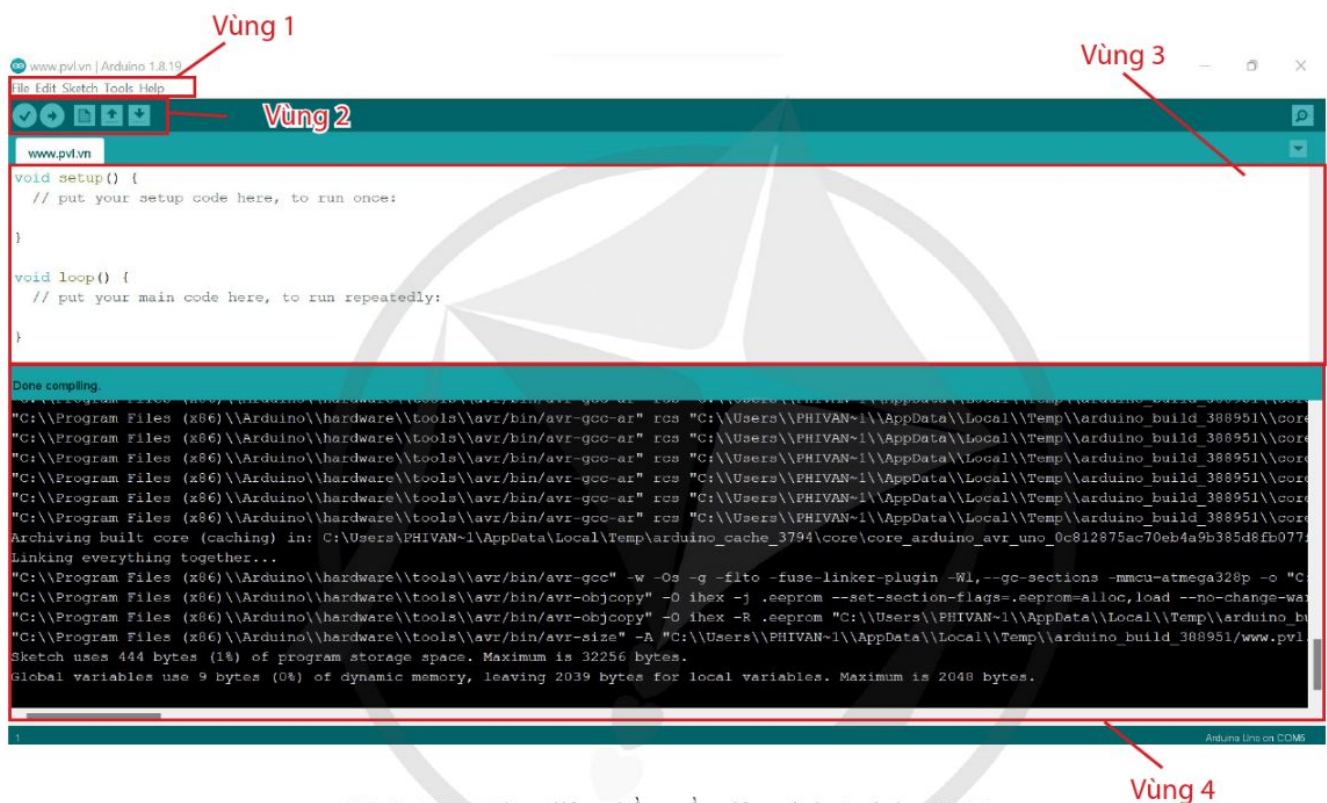 Vùng 1
www.pvl.vn | Arduino 1.8.19
Vùng 3
File Edit Sketch Tools Help
Vùng 2
www.pvl.vn
void setup() {
// put your setup code here, to run once:
}
void loop() {
// put your main code here, to run repeatedly:
}
Done compiling.
"C:\\Program Files (x86)\\Arduino\\hardware\\tools\\avr/bin/avr-gcc-ar" rcs "C:\\Users\\PHIVAN~1\\AppData\\Local\\Temp\\arduino_build_388951\\core
"C:\\Program Files (x86)\\Arduino\\hardware\\tools\\avr/bin/avr-gcc-ar" rcs "C:\\Users\\PHIVAN~1\\AppData\\Local\\Temp\\arduino_build_388951\\core
"C:\\Program Files (x86)\\Arduino\\hardware\\tools\\avr/bin/avr-gcc-ar" rcs "C:\\Users\\PHIVAN~1\\AppData\\Local\\Temp\\arduino_build_388951\\core
"C:\\Program Files (x86)\\Arduino\\hardware\\tools\\avr/bin/avr-gcc-ar" rcs "C:\\Users\\PHIVAN~1\\AppData\\Local\\Temp\\arduino_build_388951\\core
"C:\\Program Files (x86)\\Arduino\\hardware\\tools\\avr/bin/avr-gcc-ar" rcs "C:\\Users\\PHIVAN~1\\AppData\\Local\\Temp\\arduino_build_388951\\core
"C:\\Program Files (x86)\\Arduino\\hardware\\tools\\avr/bin/avr-gcc-ar" rcs "C:\\Users\\PHIVAN~1\\AppData\\Local\\Temp\\arduino_build_388951\\core
Archiving built core (caching) in: C:\Users\PHIVAN~1\AppData\Local\Temp\arduino_cache_3794\core\core_arduino_avr_uno_0c812875ac70eb4a9b385d8fb077
Linking everything together...
"C:\\Program Files (x86)\\Arduino\\hardware\\tools\\avr/bin/avr-gcc" -w -Os -g -flto -fuse-linker-plugin -Wl,--gc-sections -mmcu=atmega328p -o "C:
"C:\\Program Files (x86)\\Arduino\\hardware\\tools\\avr/bin/avr-objcopy" -O ihex -j .eeprom --set-section-flags=.eeprom=alloc,load --no-change-wa
"C:\\Program Files (x86)\\Arduino\\hardware\\tools\\avr/bin/avr-objcopy" -O ihex -R .eeprom "C:\\Users\\PHIVAN~1\\AppData\\Local\\Temp\\arduino_bu
"C:\\Program Files (x86)\\Arduino\\hardware\\tools\\avr/bin/avr-size" -A "C:\\Users\\PHIVAN~1\\AppData\\Local\\Temp\\arduino_build_388951/www.pvl.
Sketch uses 444 bytes (1%) of program storage space. Maximum is 32256 bytes.
Global variables use 9 bytes (0%) of dynamic memory, leaving 2039 bytes for local variables. Maximum is 2048 bytes.
1
Arduino Uno on COM6
Vùng 4